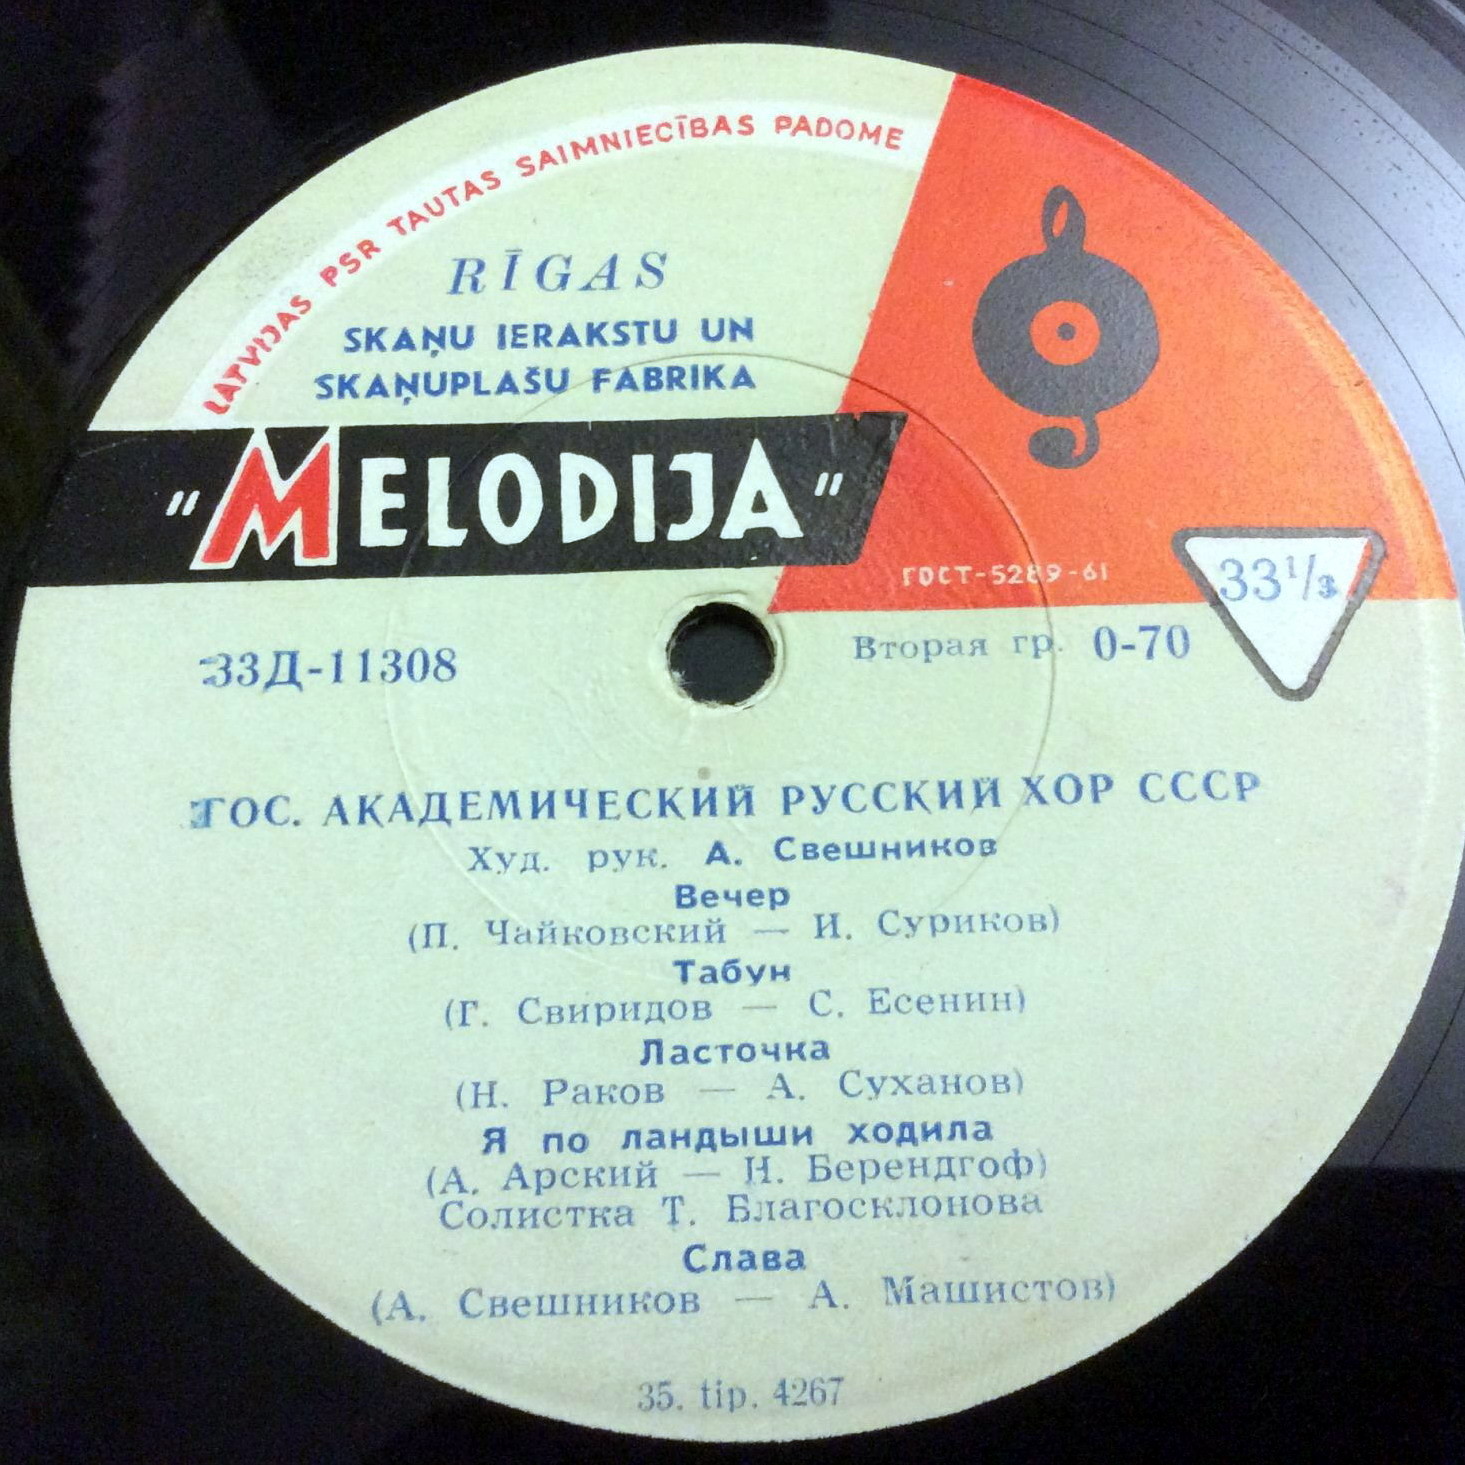 LATVIJAS PSR TAUTAS SAIMNIECĪBAS PADOME
RĪGAS
SKAŅU IERAKSTU UN
SKAŅUPLAŠU FABRIKA
"MELODIJA"
ГОСТ-5289-61
33⅓
33Д-11308
Вторая гр. 0-70
ГОС. АКАДЕМИЧЕСКИЙ РУССКИЙ ХОР СССР
Худ. рук. А. Свешников
Вечер
(П. Чайковский — И. Суриков)
Табун
(Г. Свиридов — С. Есенин)
Ласточка
(Н. Раков — А. Суханов)
Я по ландыши ходила
(А. Арский — Н. Берендгоф)
Солистка Т. Благосклонова
Слава
(А. Свешников — А. Машистов)
35. tip. 4267